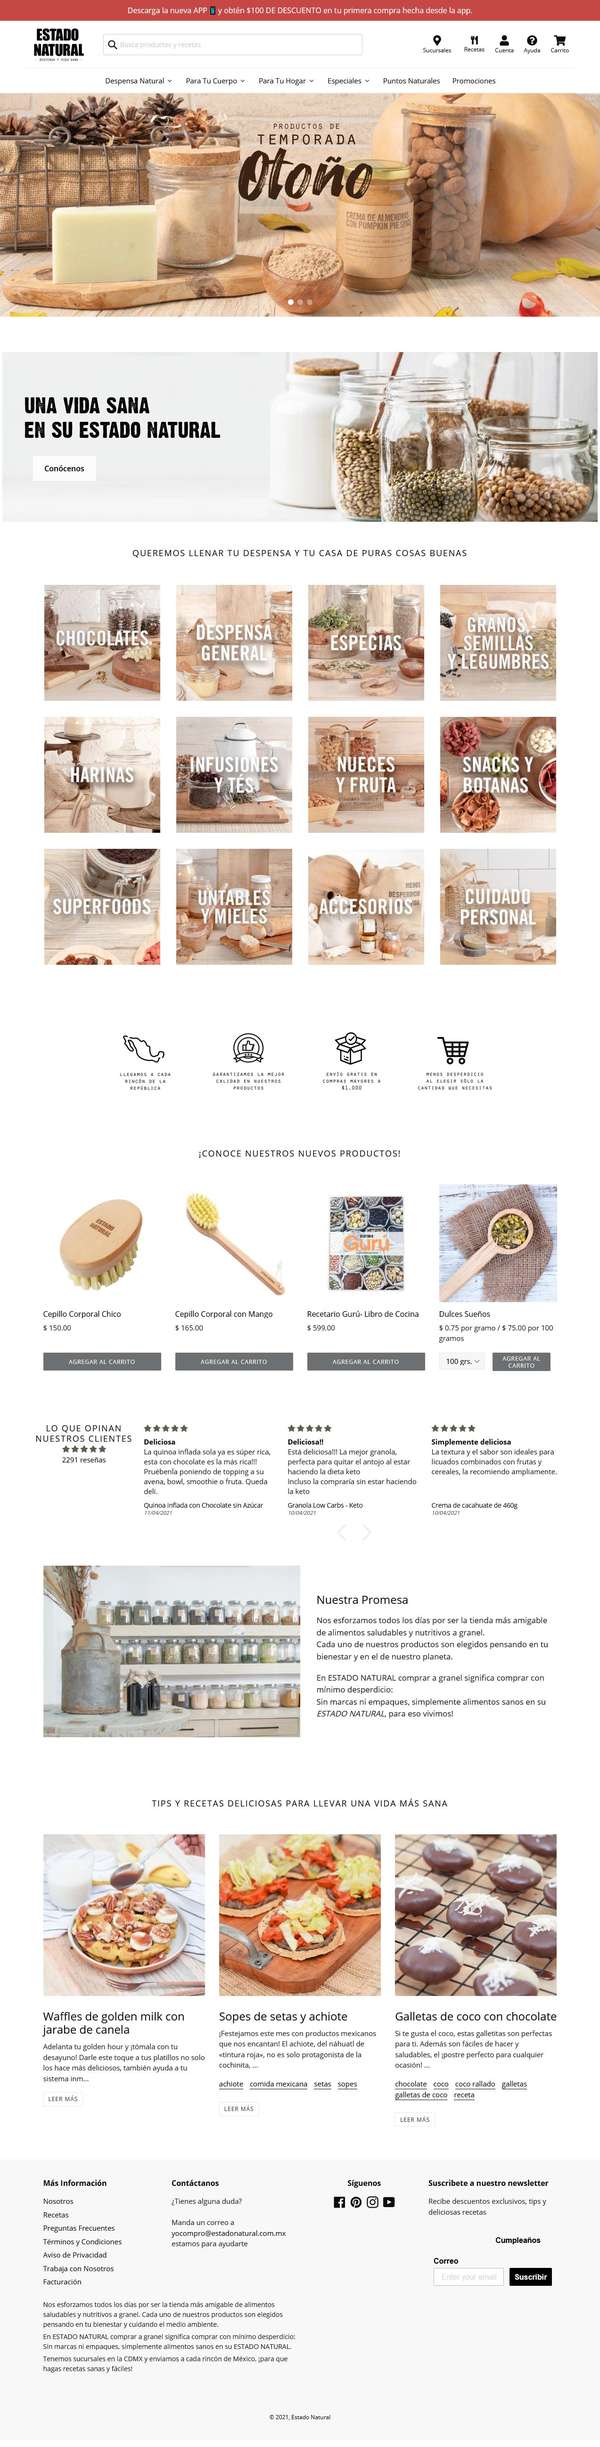 Descarga la nueva APP 📱 y obtén $100 DE DESCUENTO en tu primera compra hecha desde la app.
ESTADO
NATURAL
Busca productos y recetas
Sucursales
Recetas
Cuenta
Ayuda
Carrito
Despensa Natural
Para Tu Cuerpo
Para Tu Hogar
Especiales
Puntos Naturales
Promociones
PRODUCTOS DE
TEMPORADA
Otoño
CREMA DE ALMENDRAS
CON PUMPKIN PIE SPICE
UNA VIDA SANA
EN SU ESTADO NATURAL
Conócenos
QUEREMOS LLENAR TU DESPENSA Y TU CASA DE PURAS COSAS BUENAS
CHOCOLATES
DESPENSA
GENERAL
ESPECIAS
GRANOS,
SEMILLAS
Y LEGUMBRES
HARINAS
INFUSIONES
Y TÉS
NUECES
Y FRUTA
SNACKS Y
BOTANAS
SUPERFOODS
UNTABLES
Y MIELES
ACCESORIOS
CUIDADO
PERSONAL
LLEGAMOS A CADA
RINCÓN DE LA
REPÚBLICA
GARANTIZAMOS LA MEJOR
CALIDAD EN NUESTROS
PRODUCTOS
ENVÍO GRATIS EN
COMPRAS MAYORES A
$1,000
MENOS DESPERDICIO
AL ELEGIR SÓLO LA
CANTIDAD QUE NECESITAS
¡CONOCE NUESTROS NUEVOS PRODUCTOS!
ESTADO
NATURAL
Gurú
Cepillo Corporal Chico
$ 150.00
AGREGAR AL CARRITO
Cepillo Corporal con Mango
$ 165.00
AGREGAR AL CARRITO
Recetario Gurú- Libro de Cocina
$ 599.00
AGREGAR AL CARRITO
Dulces Sueños
$ 0.75 por gramo / $ 75.00 por 100
gramos
100 grs.
AGREGAR AL
CARRITO
LO QUE OPINAN
NUESTROS CLIENTES
2291 reseñas
Deliciosa
La quinoa inflada sola ya es súper rica,
esta con chocolate es la más rica!!!
Pruébenla poniendo de topping a su
avena, bowl, smoothie o fruta. Queda
deli.
Quinoa inflada con Chocolate sin Azúcar
11/04/2021
Deliciosa!!
Está deliciosa!!! La mejor granola,
perfecta para quitar el antojo al estar
haciendo la dieta keto
Incluso la compraría sin estar haciendo
la keto
Granola Low Carbs - Keto
10/04/2021
Simplemente deliciosa
La textura y el sabor son ideales para
licuados combinados con frutas y
cereales, la recomiendo ampliamente.
Crema de cacahuate de 460g
10/04/2021
Nuestra Promesa
Nos esforzamos todos los días por ser la tienda más amigable
de alimentos saludables y nutritivos a granel.
Cada uno de nuestros productos son elegidos pensando en tu
bienestar y en el de nuestro planeta.
En ESTADO NATURAL comprar a granel significa comprar con
mínimo desperdicio:
Sin marcas ni empaques, simplemente alimentos sanos en su
ESTADO NATURAL, para eso vivimos!
TIPS Y RECETAS DELICIOSAS PARA LLEVAR UNA VIDA MÁS SANA
Waffles de golden milk con
jarabe de canela
Adelanta tu golden hour y ¡tómala con tu
desayuno! Darle este toque a tus platillos no solo
los hace más deliciosos, también ayuda a tu
sistema inm...
LEER MÁS
Sopes de setas y achiote
¡Festejamos este mes con productos mexicanos
que nos encantan! El achiote, del náhuatl de
«tintura roja», no es solo protagonista de la
cochinita, ...
achiote comida mexicana setas sopes
LEER MÁS
Galletas de coco con chocolate
Si te gusta el coco, estas galletitas son perfectas
para ti. Además son fáciles de hacer y
saludables, el ¡postre perfecto para cualquier
ocasión! ...
chocolate coco coco rallado galletas
galletas de coco receta
LEER MÁS
Más Información
Nosotros
Recetas
Preguntas Frecuentes
Términos y Condiciones
Aviso de Privacidad
Trabaja con Nosotros
Facturación
Contáctanos
¿Tienes alguna duda?
Manda un correo a
yocompro@estadonatural.com.mx
estamos para ayudarte
Síguenos
Suscribete a nuestro newsletter
Recibe descuentos exclusivos, tips y
deliciosas recetas
Cumpleaños
Correo
Enter your email
Suscribir
Nos esforzamos todos los días por ser la tienda más amigable de alimentos
saludables y nutritivos a granel. Cada uno de nuestros productos son elegidos
pensando en tu bienestar y cuidando el medio ambiente.
En ESTADO NATURAL comprar a granel significa comprar con mínimo desperdicio:
Sin marcas ni empaques, simplemente alimentos sanos en su ESTADO NATURAL.
Tenemos sucursales en la CDMX y enviamos a cada rincón de México, ¡para que
hagas recetas sanas y fáciles!
© 2021, Estado Natural